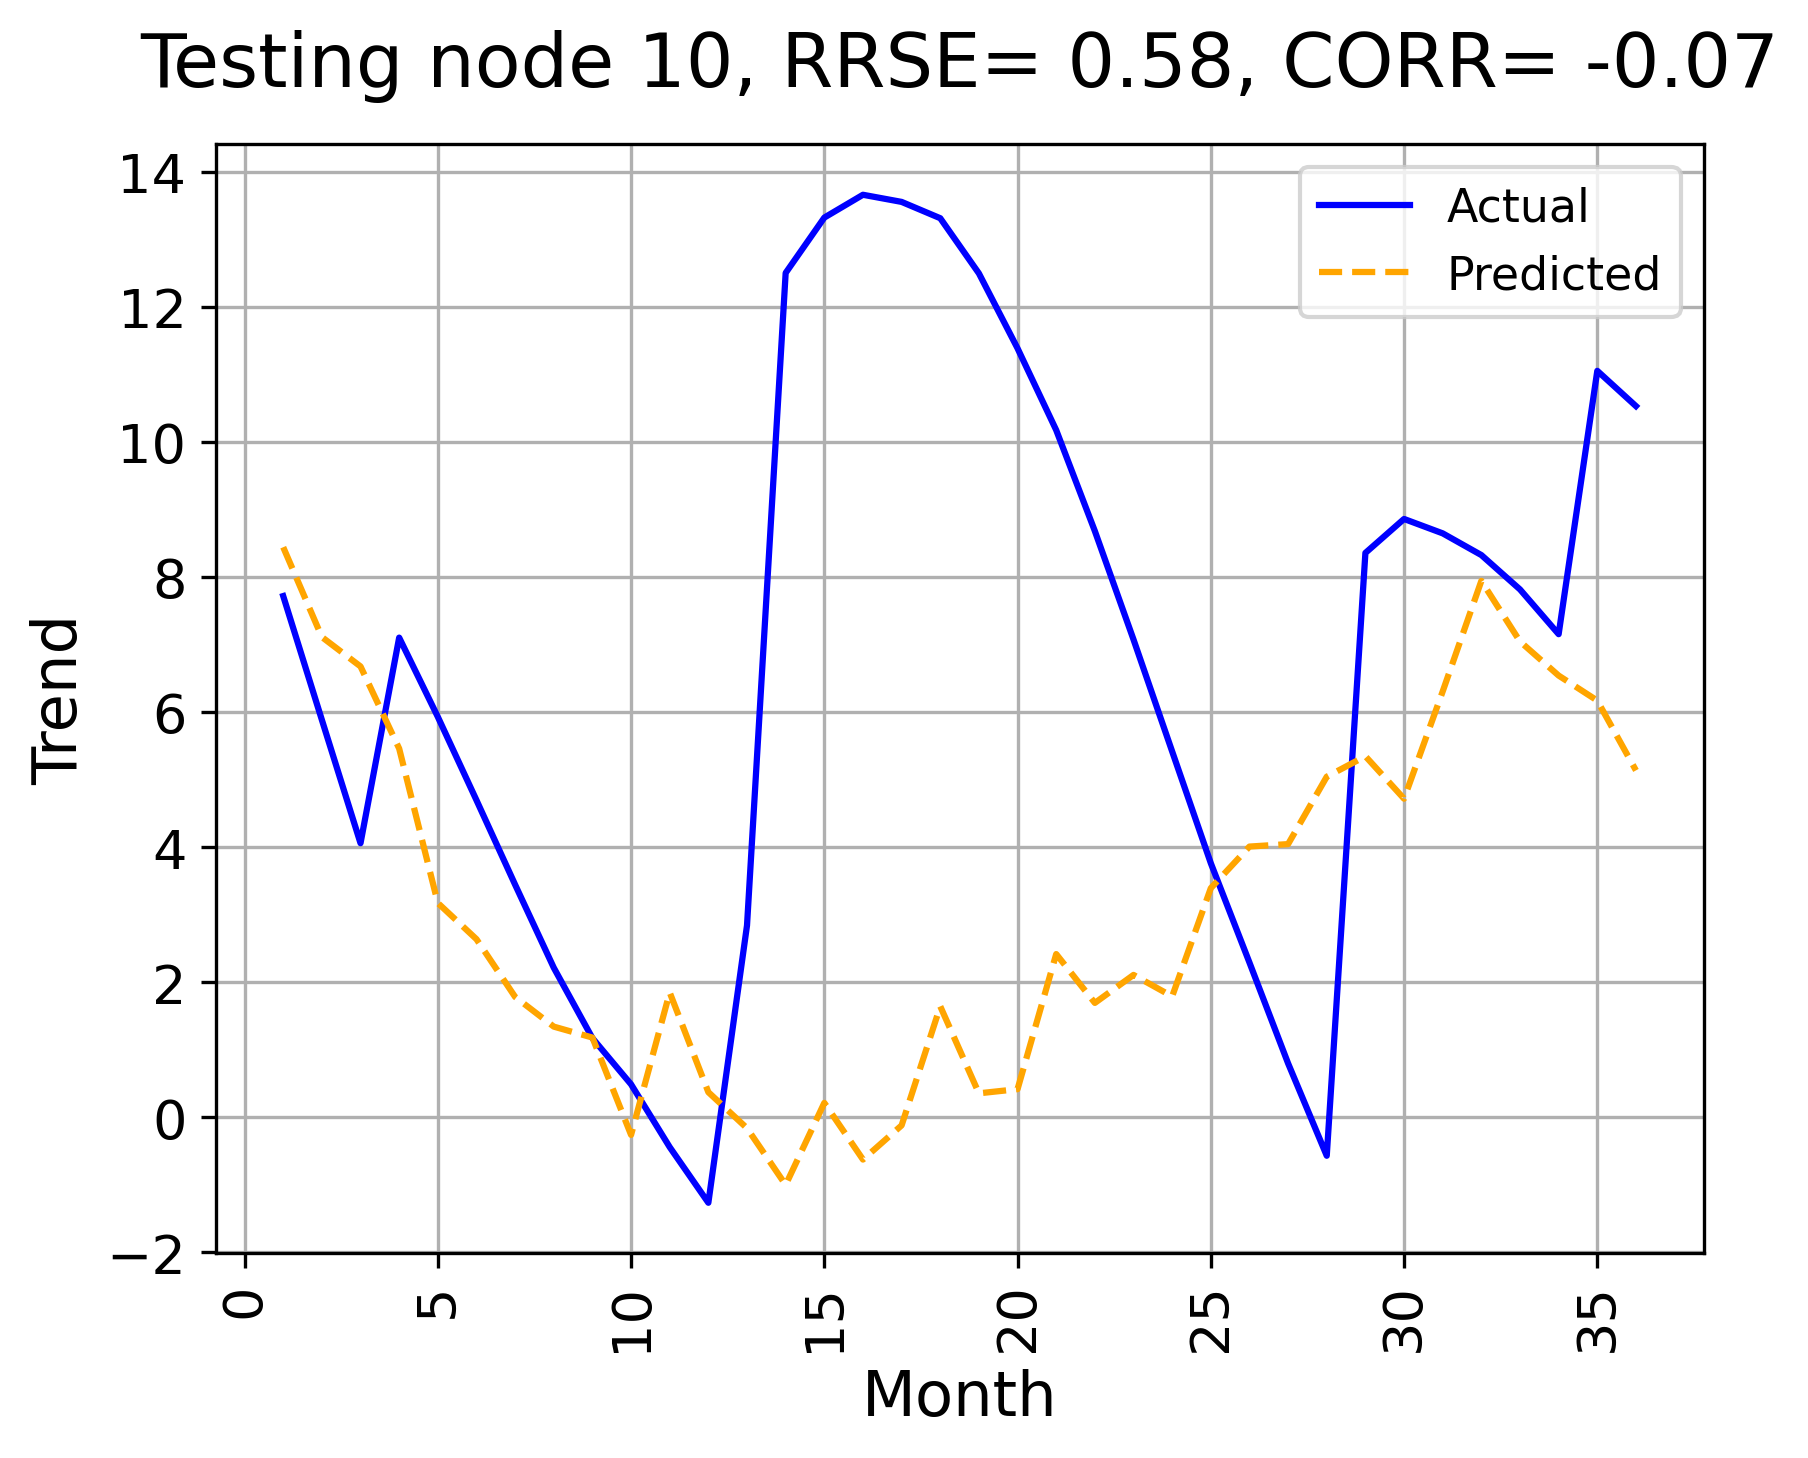 Testing node 10, RRSE= 0.58, CORR= -0.07
14
12
10
8
6
4
2
0
−2
Trend
Actual
Predicted
0 5 10 15 20 25 30 35
Month